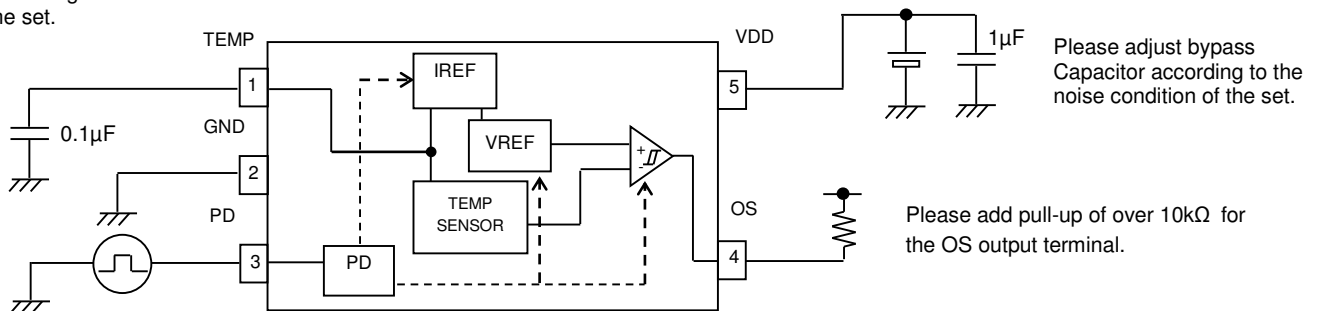 he set.
TEMP
VDD
1μF
Please adjust bypass
Capacitor according to the
noise condition of the set.
IREF
1
5
0.1μF
GND
VREF
+
-
2
TEMP
SENSOR
PD
OS
Please add pull-up of over 10kΩ for
the OS output terminal.
3
PD
4